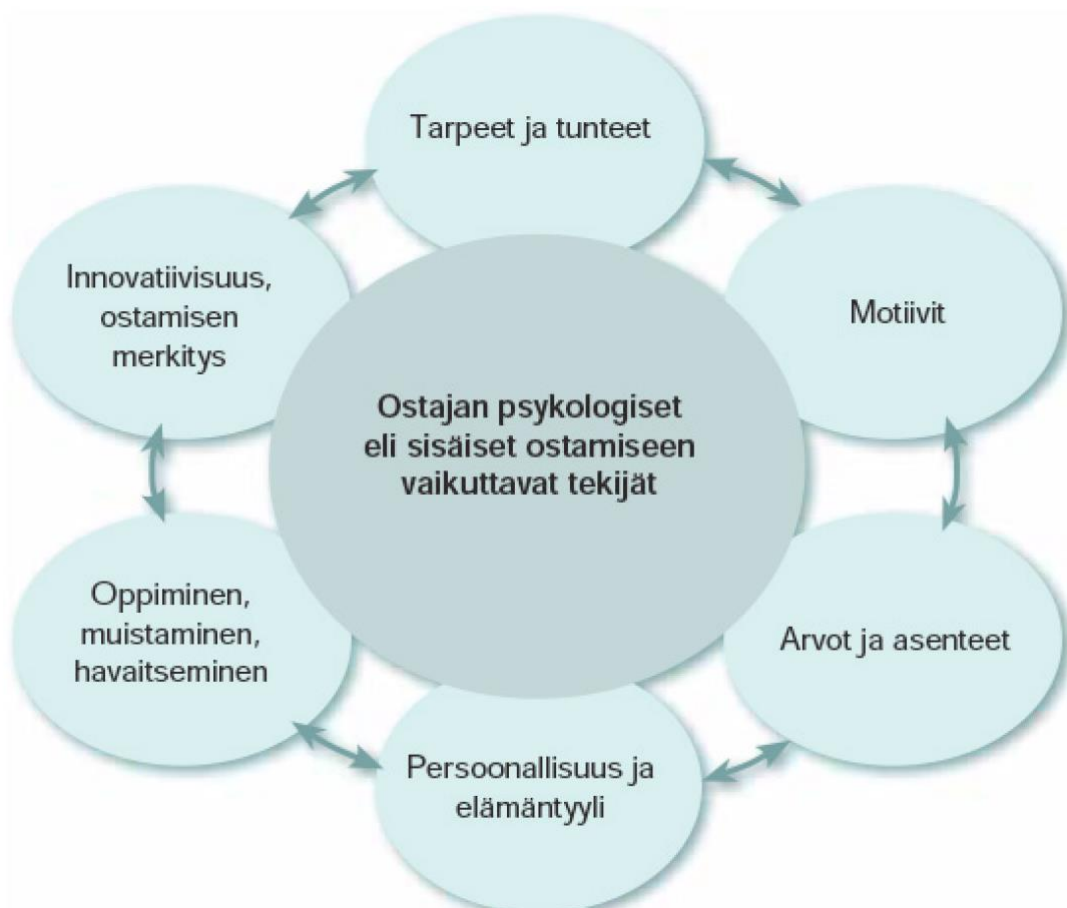 Tarpeet ja tunteet
Innovatiivisuus,
ostamisen
merkitys
Motiivit
Ostajan psykologiset
eli sisäiset ostamiseen
vaikuttavat tekijät
Oppiminen,
muistaminen,
havaitseminen
Arvot ja asenteet
Persoonallisuus ja
elämäntyyli